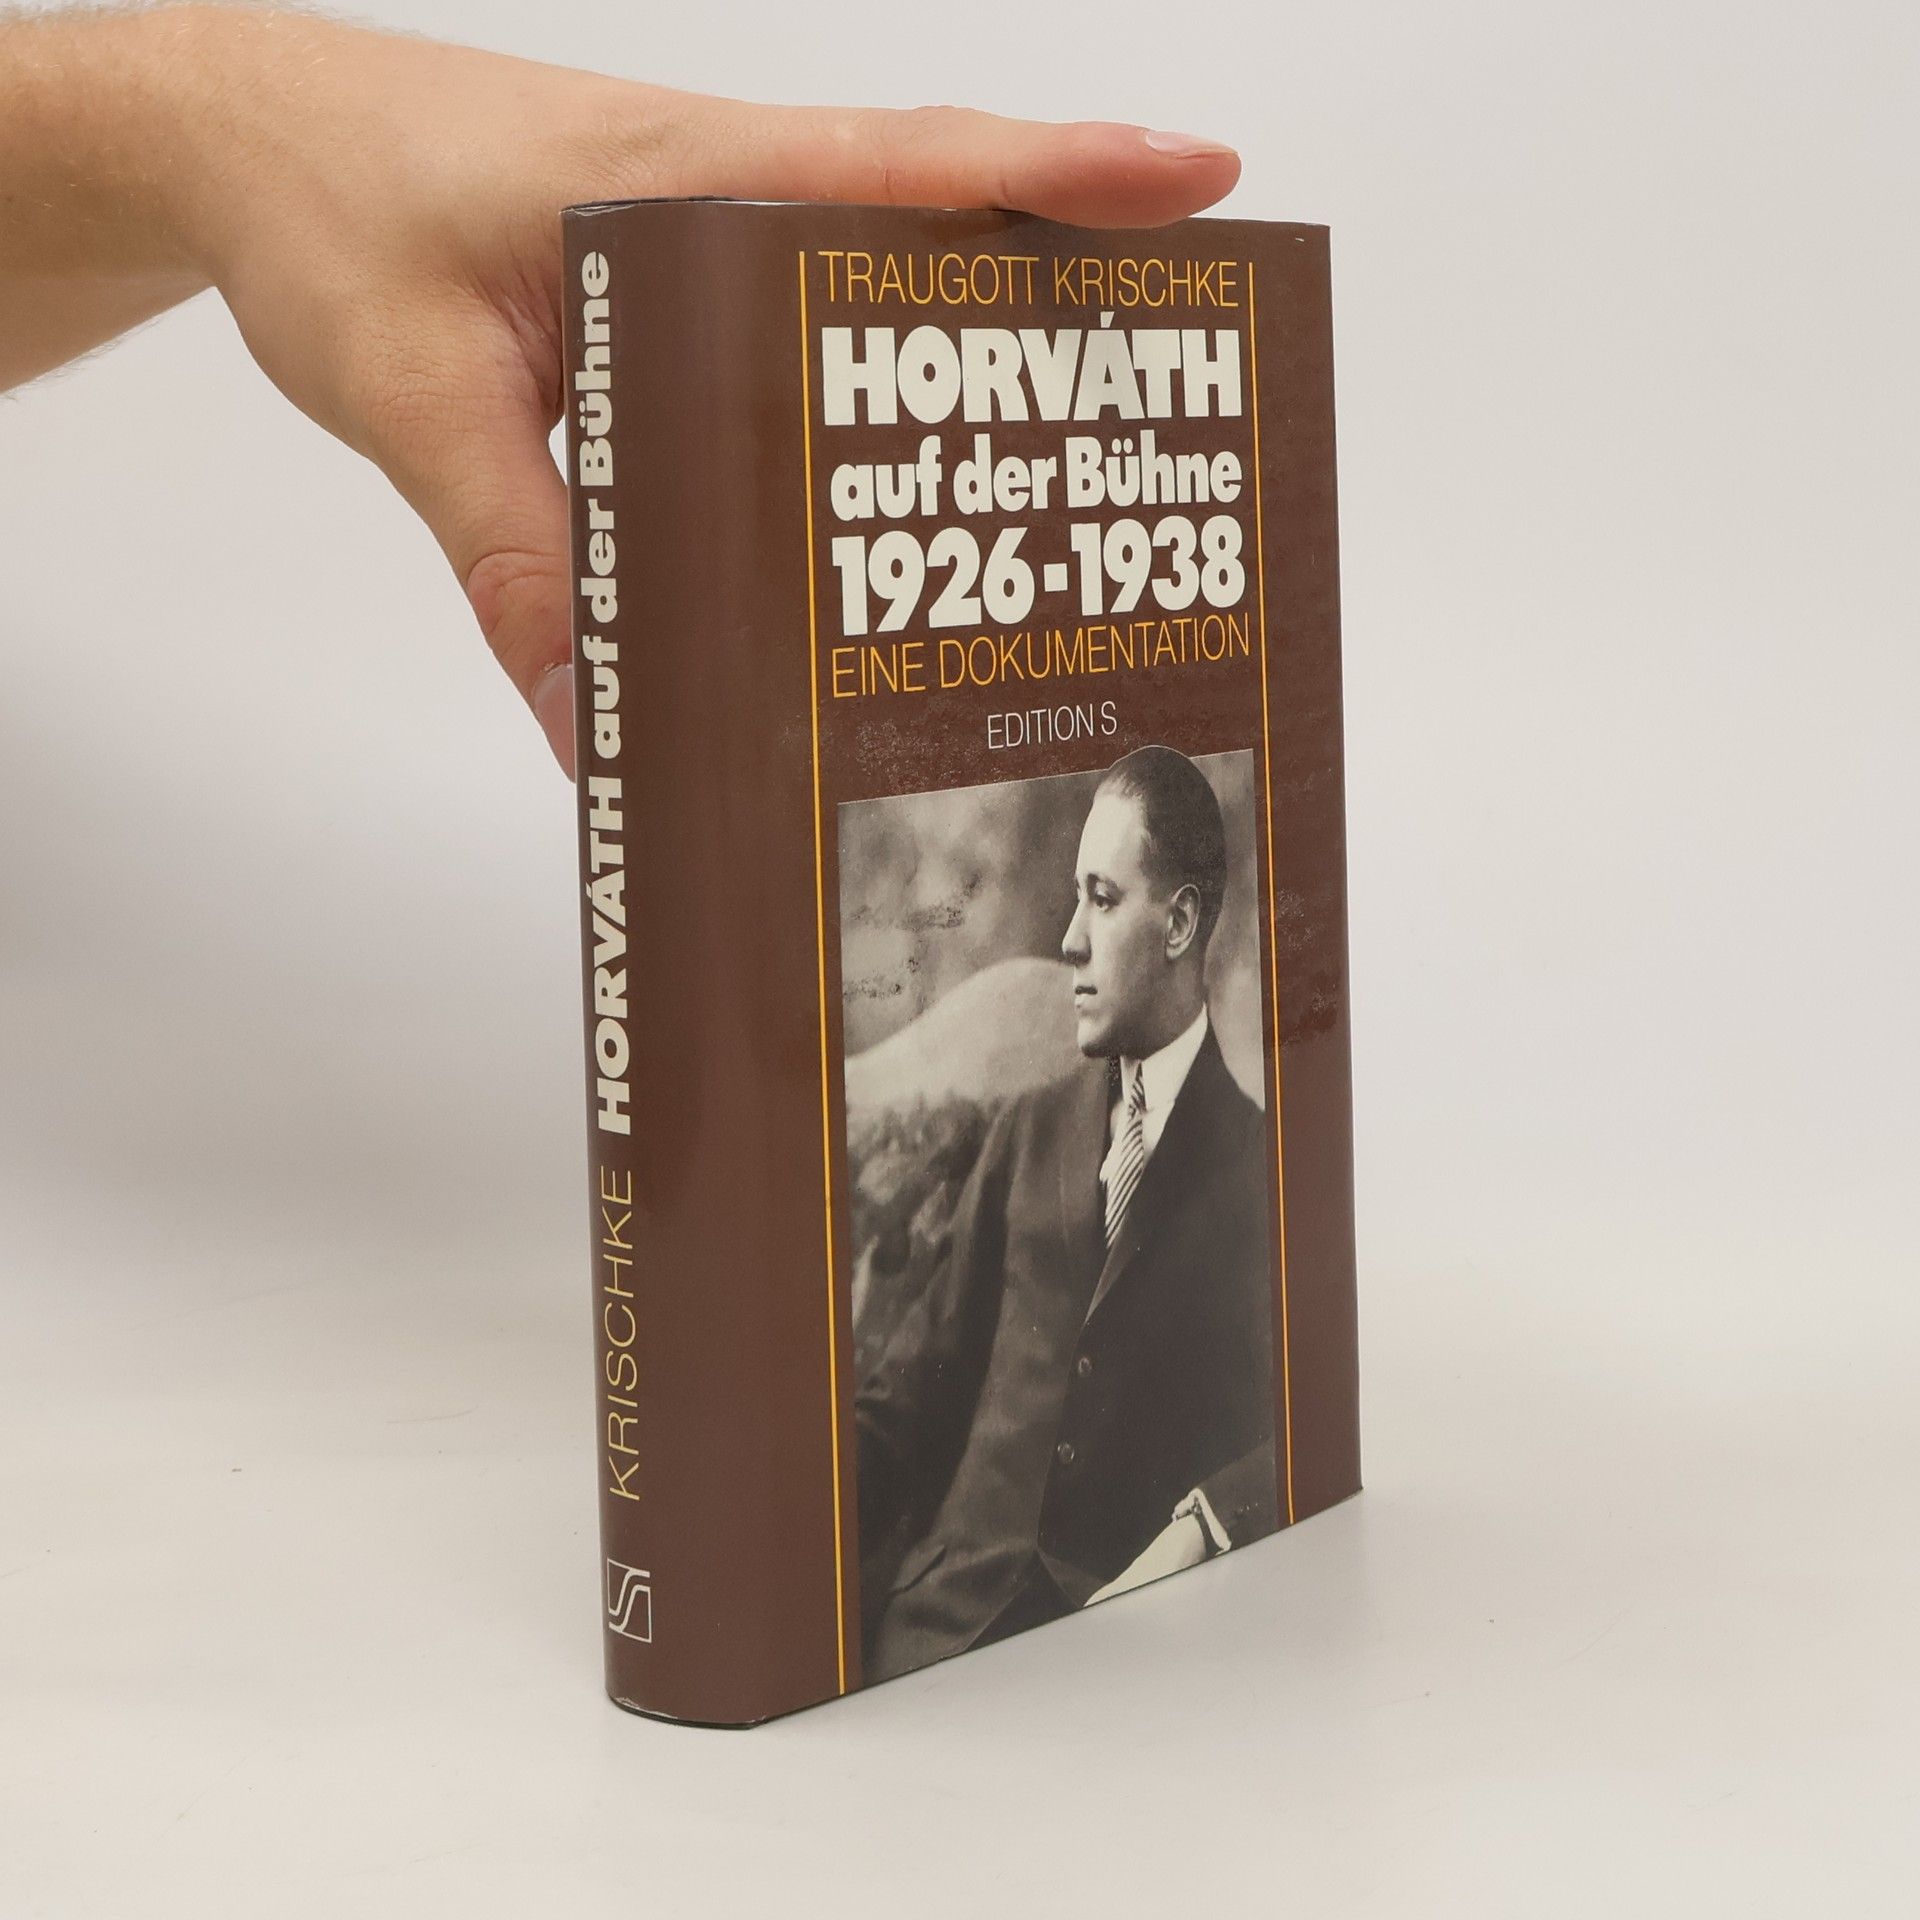 TRAUGOTT KRISCHKE
HORVÁTH
auf der Bühne
1926-1938
EINE DOKUMENTATION
EDITION S
KRISCHKE HORVÁTH auf der Bühne